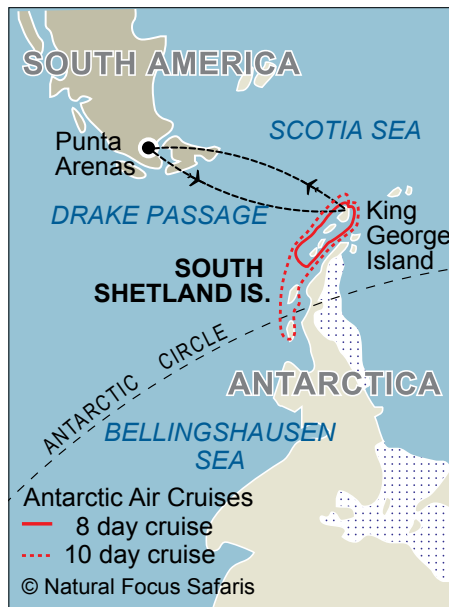 SOUTH AMERICA
Punta
Arenas
SCOTIA SEA
DRAKE PASSAGE
King
George
Island
SOUTH
SHETLAND IS.
ANTARCTIC CIRCLE
ANTARCTICA
BELLINGSHAUSEN
SEA
Antarctic Air Cruises
8 day cruise
10 day cruise
© Natural Focus Safaris